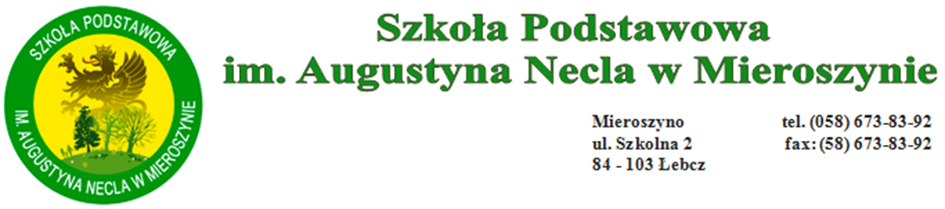 SZKOŁA PODSTAWOWA
IM. AUGUSTYNA NECLA W MIEROSZYNIE
Szkoła Podstawowa
im. Augustyna Necla w Mieroszynie
Mieroszyno tel. (058) 673-83-92
ul. Szkolna 2 fax: (58) 673-83-92
84 - 103 Łebcz